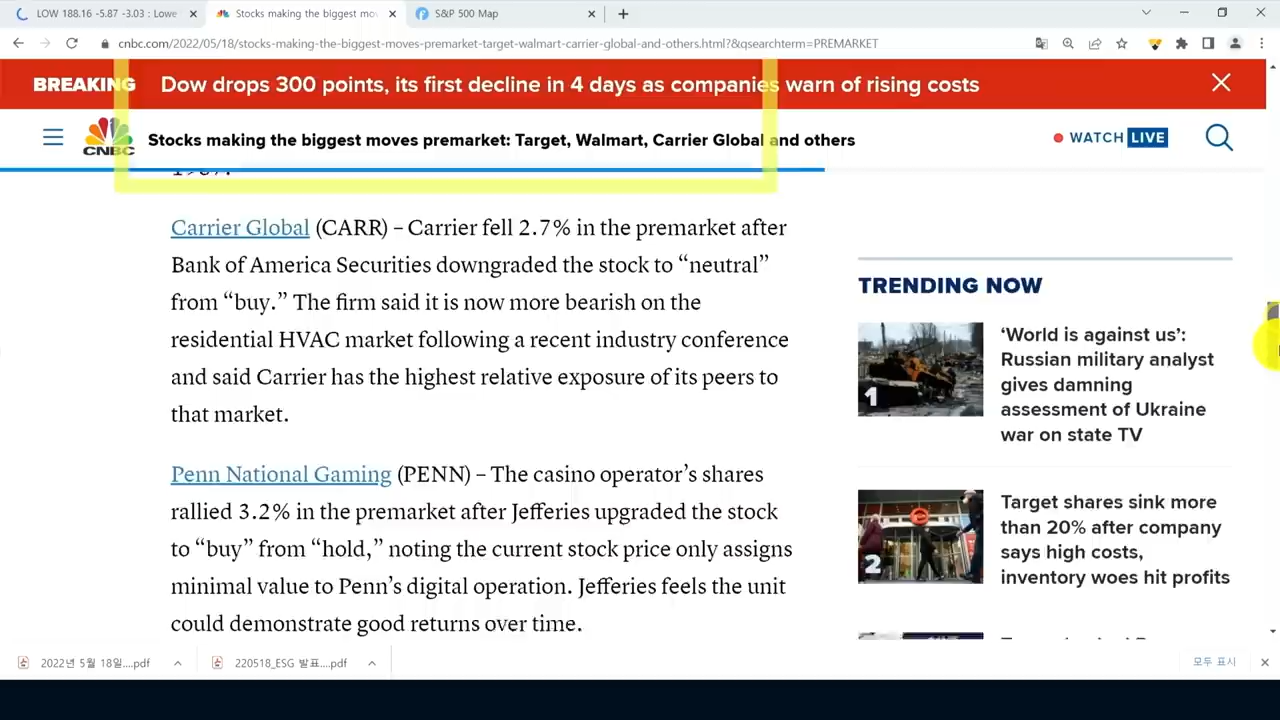 LOW 188.16 -5.87 -3.03 : Lowe
Stocks making the biggest mov
S&P 500 Map
cnbc.com/2022/05/18/stocks-making-the-biggest-moves-premarket-target-walmart-carrier-global-and-others.html?&qsearchterm=PREMARKET
BREAKING
Dow drops 300 points, its first decline in 4 days as companies warn of rising costs
CNBC
Stocks making the biggest moves premarket: Target, Walmart, Carrier Global and others
WATCH LIVE
Carrier Global (CARR) – Carrier fell 2.7% in the premarket after
Bank of America Securities downgraded the stock to “neutral”
from “buy.” The firm said it is now more bearish on the
residential HVAC market following a recent industry conference
and said Carrier has the highest relative exposure of its peers to
that market.
Penn National Gaming (PENN) – The casino operator’s shares
rallied 3.2% in the premarket after Jefferies upgraded the stock
to “buy” from “hold,” noting the current stock price only assigns
minimal value to Penn’s digital operation. Jefferies feels the unit
could demonstrate good returns over time.
TRENDING NOW
1
‘World is against us’:
Russian military analyst
gives damning
assessment of Ukraine
war on state TV
2
Target shares sink more
than 20% after company
says high costs,
inventory woes hit profits
2022년 5월 18일....pdf
220518_ESG 발표....pdf
모두 표시